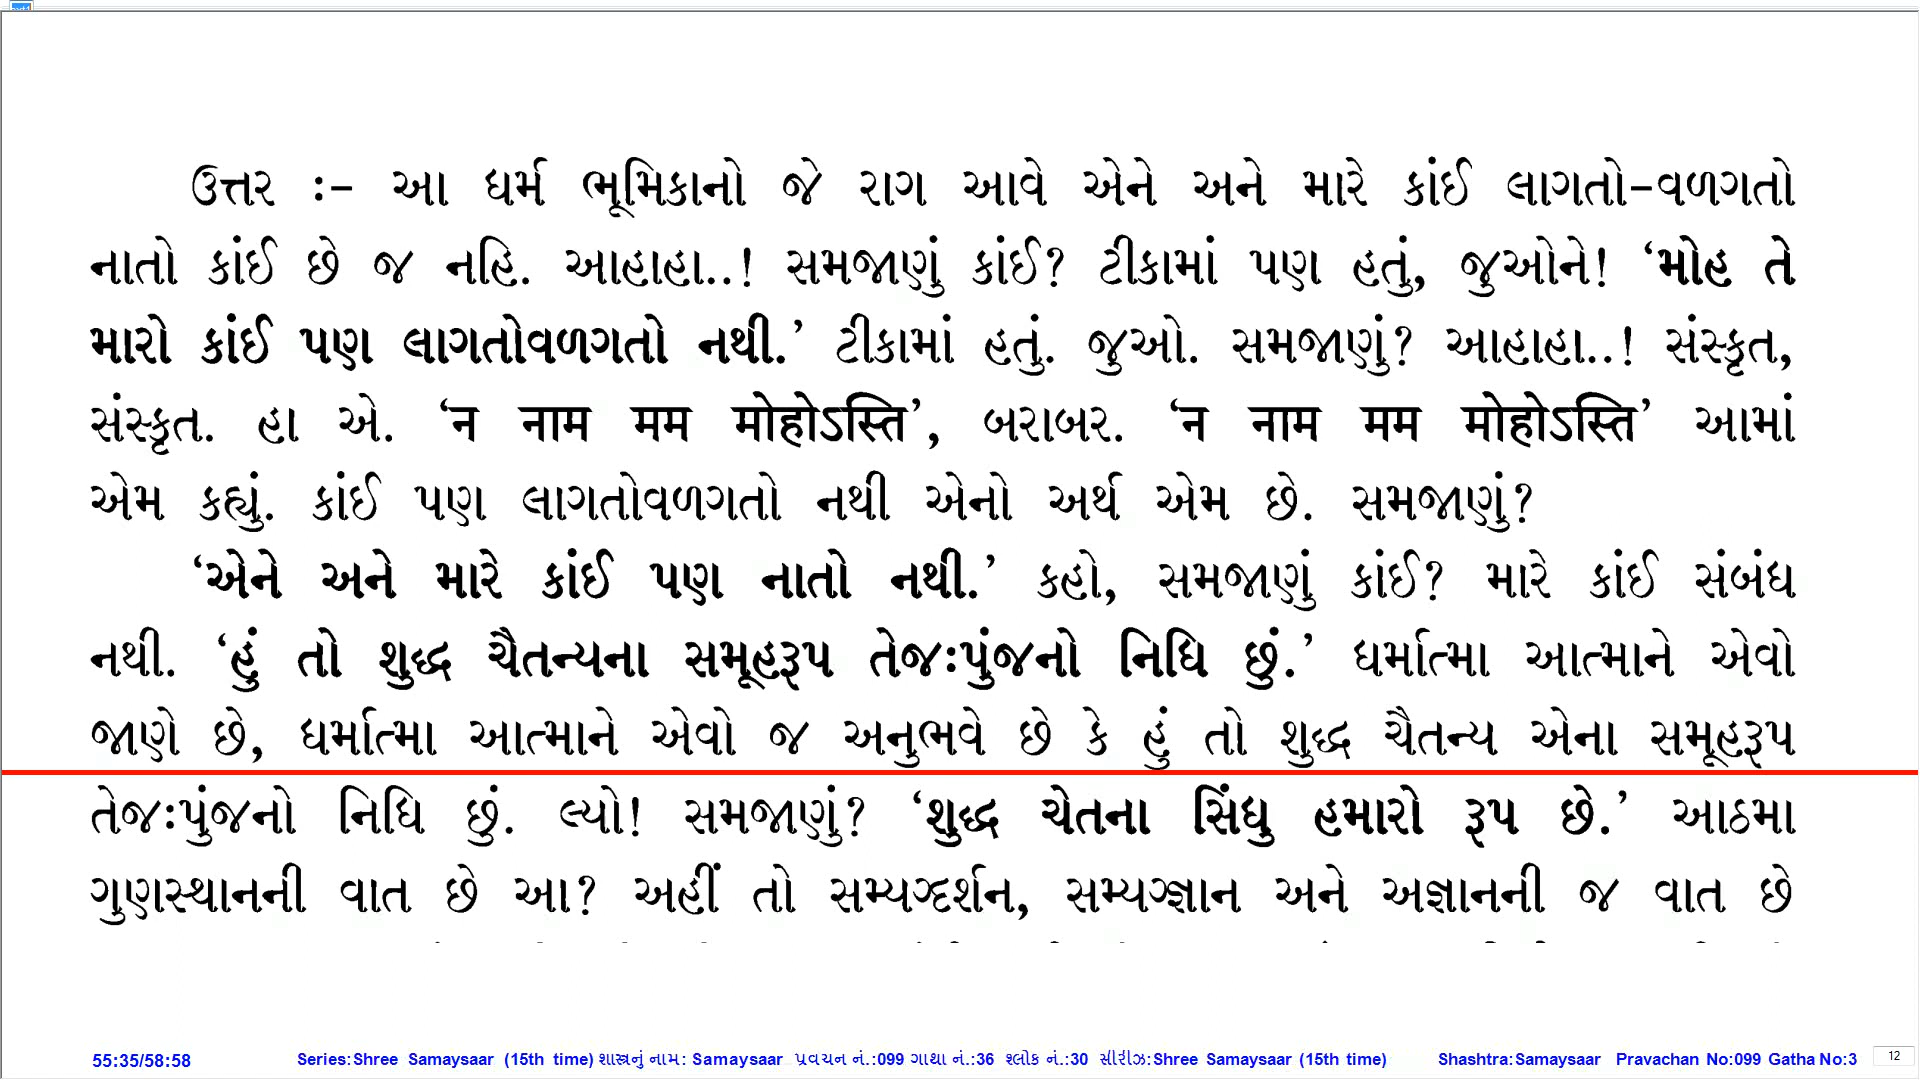 ઉત્તર :– આ ધર્મ ભૂમિકાનો જે રાગ આવે એને અને મારે કાંઈ લાગતો–વળગતો
નાતો કાંઈ છે જ નહિ. આહાહા..! સમજાણું કાંઈ? ટીકામાં પણ હતું, જુઓને! ‘મોહ તે
મારો કાંઈ પણ લાગતોવળગતો નથી.’ ટીકામાં હતું. જુઓ. સમજાણું? આહાહા..! સંસ્કૃત,
સંસ્કૃત. હા એ. ‘न नाम मम मोहोऽस्ति’, બરાબર. ‘न नाम मम मोहोऽस्ति’ આમાં
એમ કહ્યું. કાંઈ પણ લાગતોવળગતો નથી એનો અર્થ એમ છે. સમજાણું?
‘એને અને મારે કાંઈ પણ નાતો નથી.’ કહો, સમજાણું કાંઈ? મારે કાંઈ સંબંધ
નથી. ‘હું તો શુદ્ધ ચૈતન્યના સમૂહરૂપ તેજઃપુંજનો નિધિ છું.’ ધર્માત્મા આત્માને એવો
જાણે છે, ધર્માત્મા આત્માને એવો જ અનુભવે છે કે હું તો શુદ્ધ ચૈતન્ય એના સમૂહરૂપ
તેજઃપુંજનો નિધિ છું. લ્યો! સમજાણું? ‘શુદ્ધ ચેતના સિંધુ હમારો રૂપ છે.’ આઠમા
ગુણસ્થાનની વાત છે આ? અહીં તો સમ્યગ્દર્શન, સમ્યગ્જ્ઞાન અને અજ્ઞાનની જ વાત છે
55:35/58:58 Series:Shree Samaysaar (15th time) શાસ્ત્રનું નામ: Samaysaar પ્રવચન નં.:099 ગાથા નં.:36 શ્લોક નં.:30 સીરીઝ:Shree Samaysaar (15th time) Shashtra:Samaysaar Pravachan No:099 Gatha No:3 12